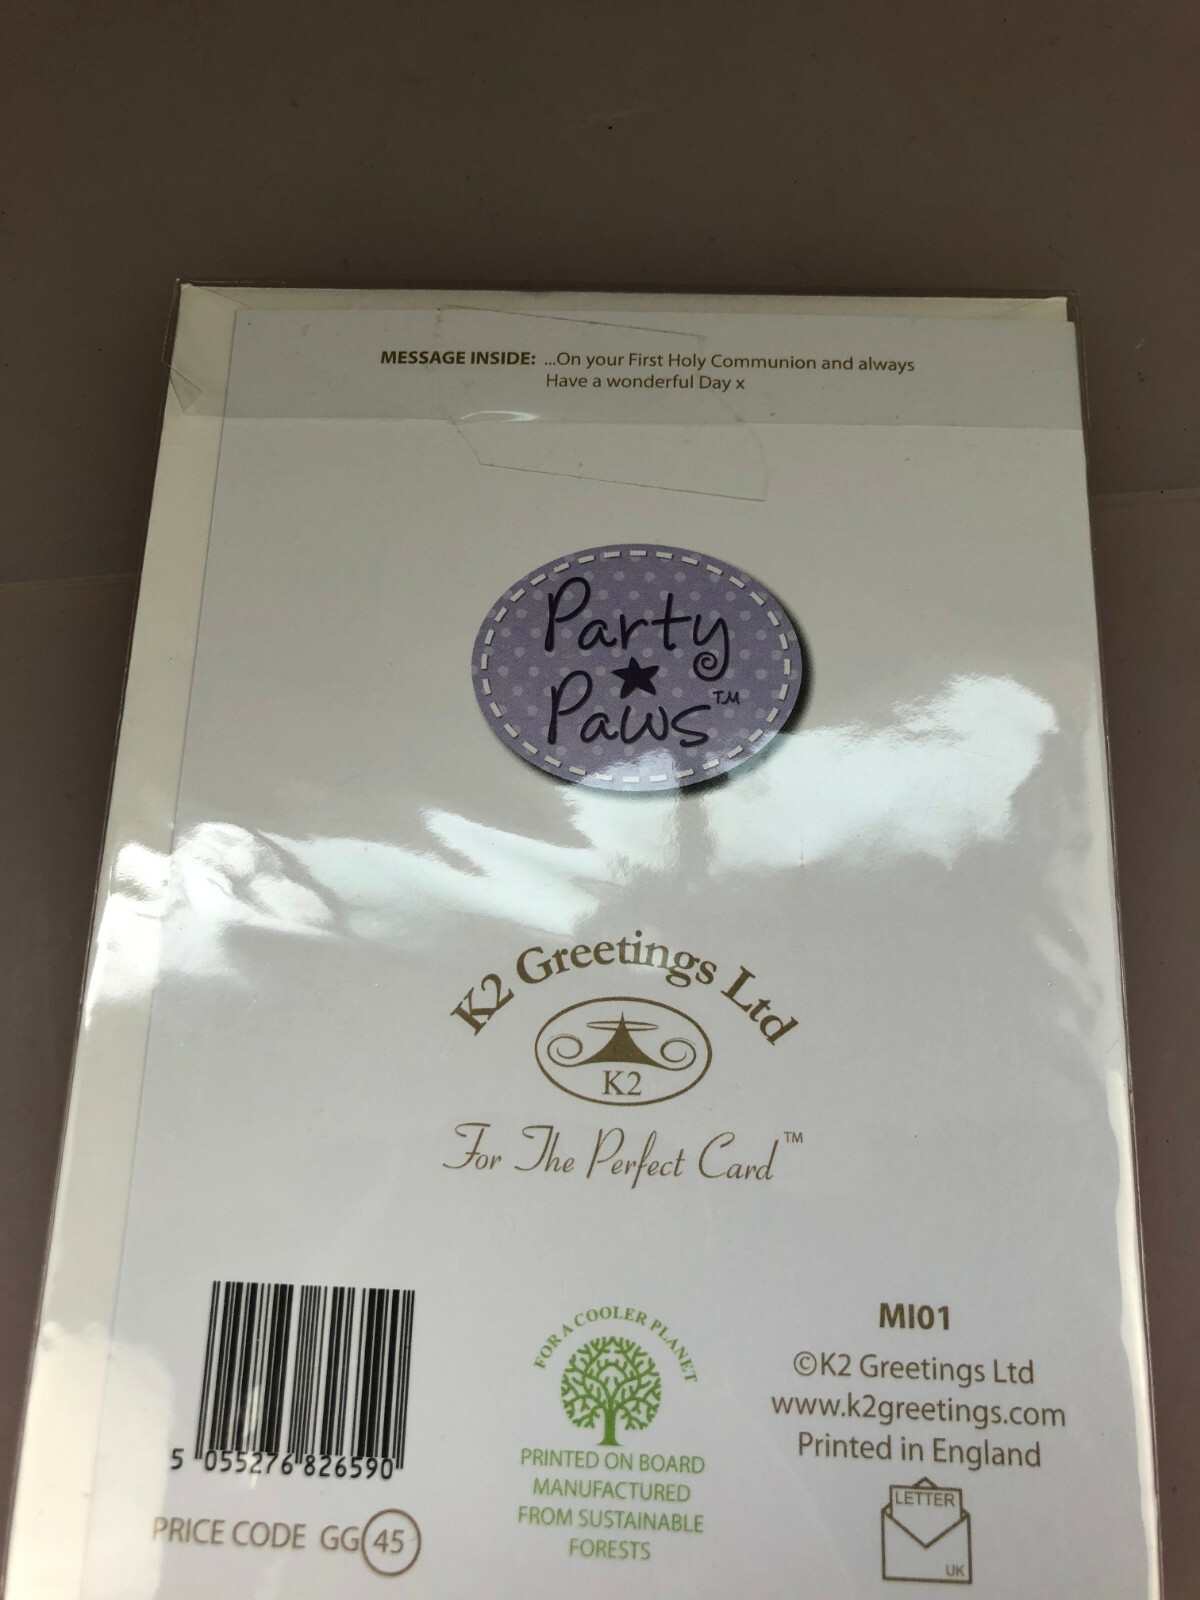 MESSAGE INSIDE: ...On your First Holy Communion and always
Have a wonderful Day x
Party
Paws™
K2 Greetings Ltd
K2
For The Perfect Card™
5 055276 826590
PRICE CODE GG 45
FOR A COOLER PLANET
PRINTED ON BOARD
MANUFACTURED
FROM SUSTAINABLE
FORESTS
MI01
©K2 Greetings Ltd
www.k2greetings.com
Printed in England
LETTER
UK